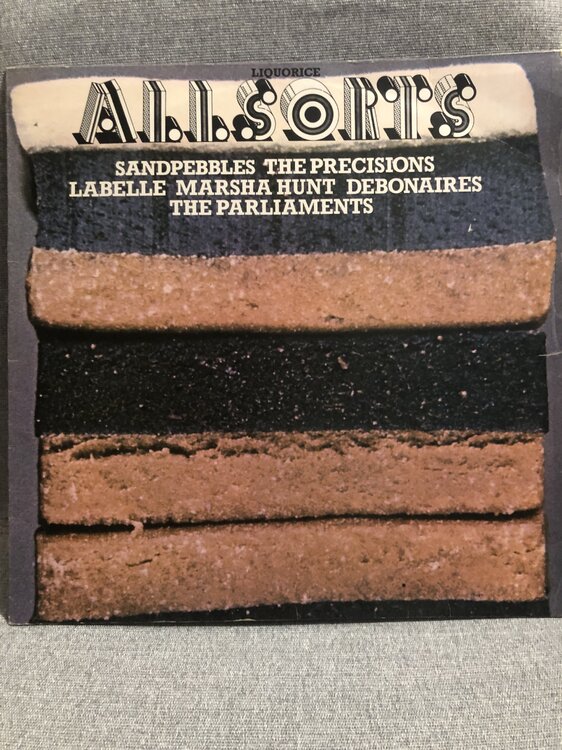 LIQUORICE
ALLSORTS
SANDPEBBLES THE PRECISIONS
LABELLE MARSHA HUNT DEBONAIRES
THE PARLIAMENTS